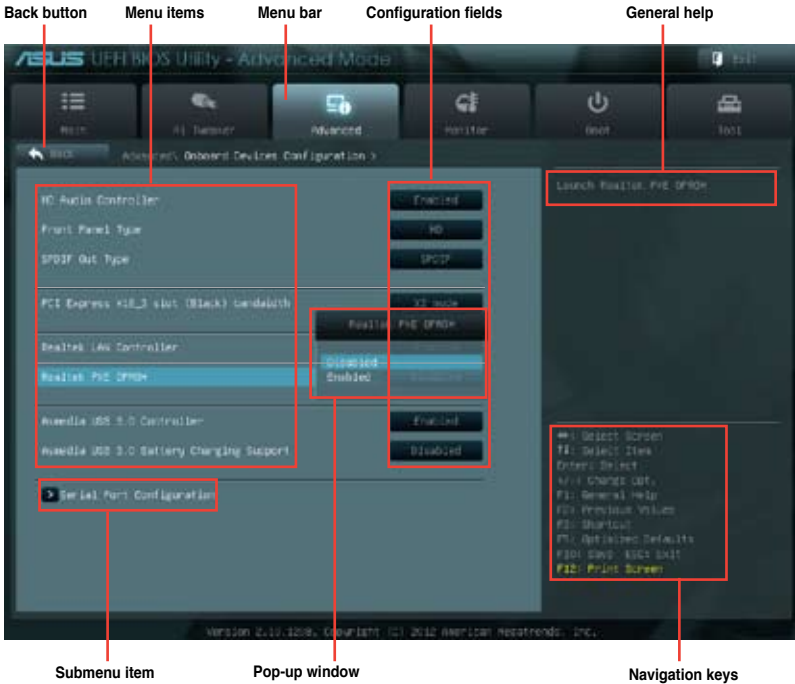 Back button Menu items Menu bar Configuration fields General help
ASUS UEFI BIOS Utility - Advanced Mode Exit
Main Ai Tweaker Advanced Monitor Boot Tool
Back Advanced\ Onboard Devices Configuration >
Launch Realtek PXE OPROM
HD Audio Controller Enabled
Front Panel Type HD
SPDIF Out Type SPDIF
PCI Express X16_3 slot (Black) bandwidth X2 mode
Realtek PXE OPROM
Realtek LAN Controller
Disabled
Realtek PXE OPROM Enabled
Asmedia USB 3.0 Controller Enabled
Asmedia USB 3.0 Battery Charging Support Disabled
> Serial Port Configuration
→←: Select Screen
↑↓: Select Item
Enter: Select
+/-: Change Opt.
F1: General Help
F2: Previous Values
F3: Shortcut
F5: Optimized Defaults
F10: Save ESC: Exit
F12: Print Screen
Version 2.10.1208. Copyright (C) 2012 American Megatrends, Inc.
Submenu item Pop-up window Navigation keys